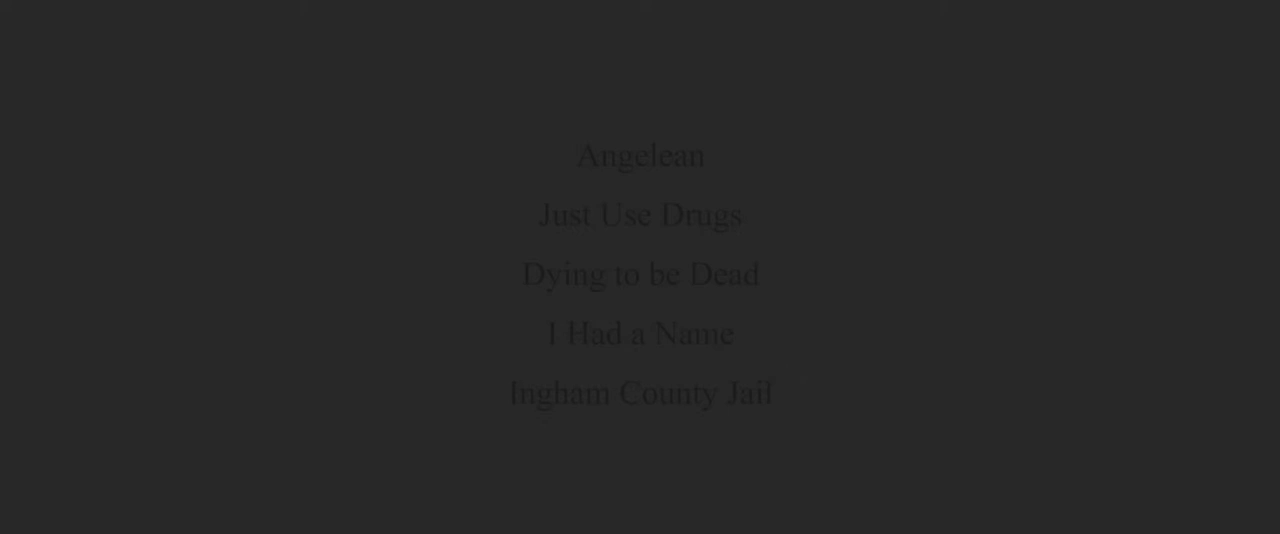 Angelean
Just Use Drugs
Dying to be Dead
I Had a Name
Ingham County Jail